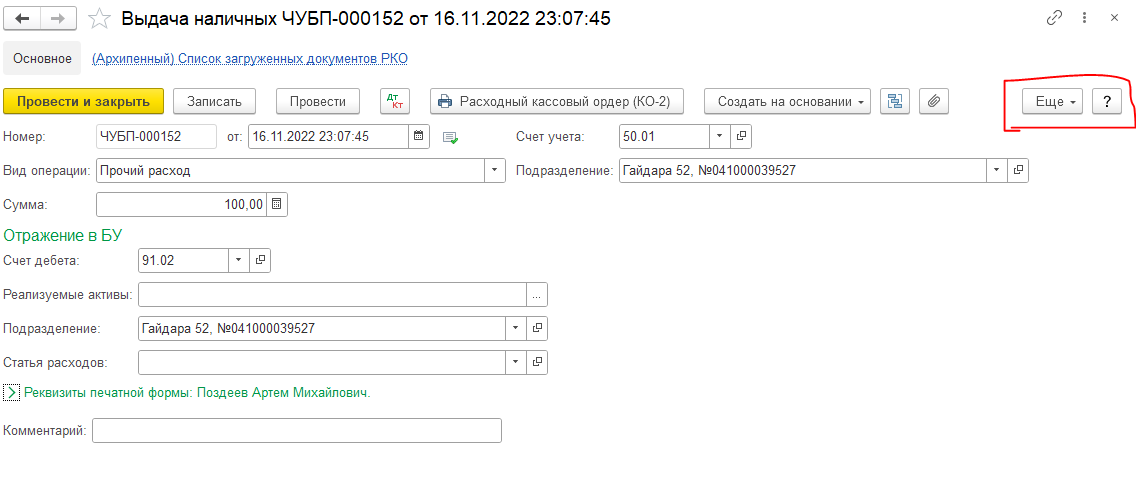 Выдача наличных ЧУБП-000152 от 16.11.2022 23:07:45
Основное (Архипенный) Список загруженных документов РКО
Провести и закрыть Записать Провести Дт Кт Расходный кассовый ордер (КО-2) Создать на основании Еще ?
Номер: ЧУБП-000152 от: 16.11.2022 23:07:45 Счет учета: 50.01
Вид операции: Прочий расход Подразделение: Гайдара 52, №041000039527
Сумма: 100,00
Отражение в БУ
Счет дебета: 91.02
Реализуемые активы: ...
Подразделение: Гайдара 52, №041000039527
Статья расходов:
Реквизиты печатной формы: Поздеев Артем Михайлович.
Комментарий: